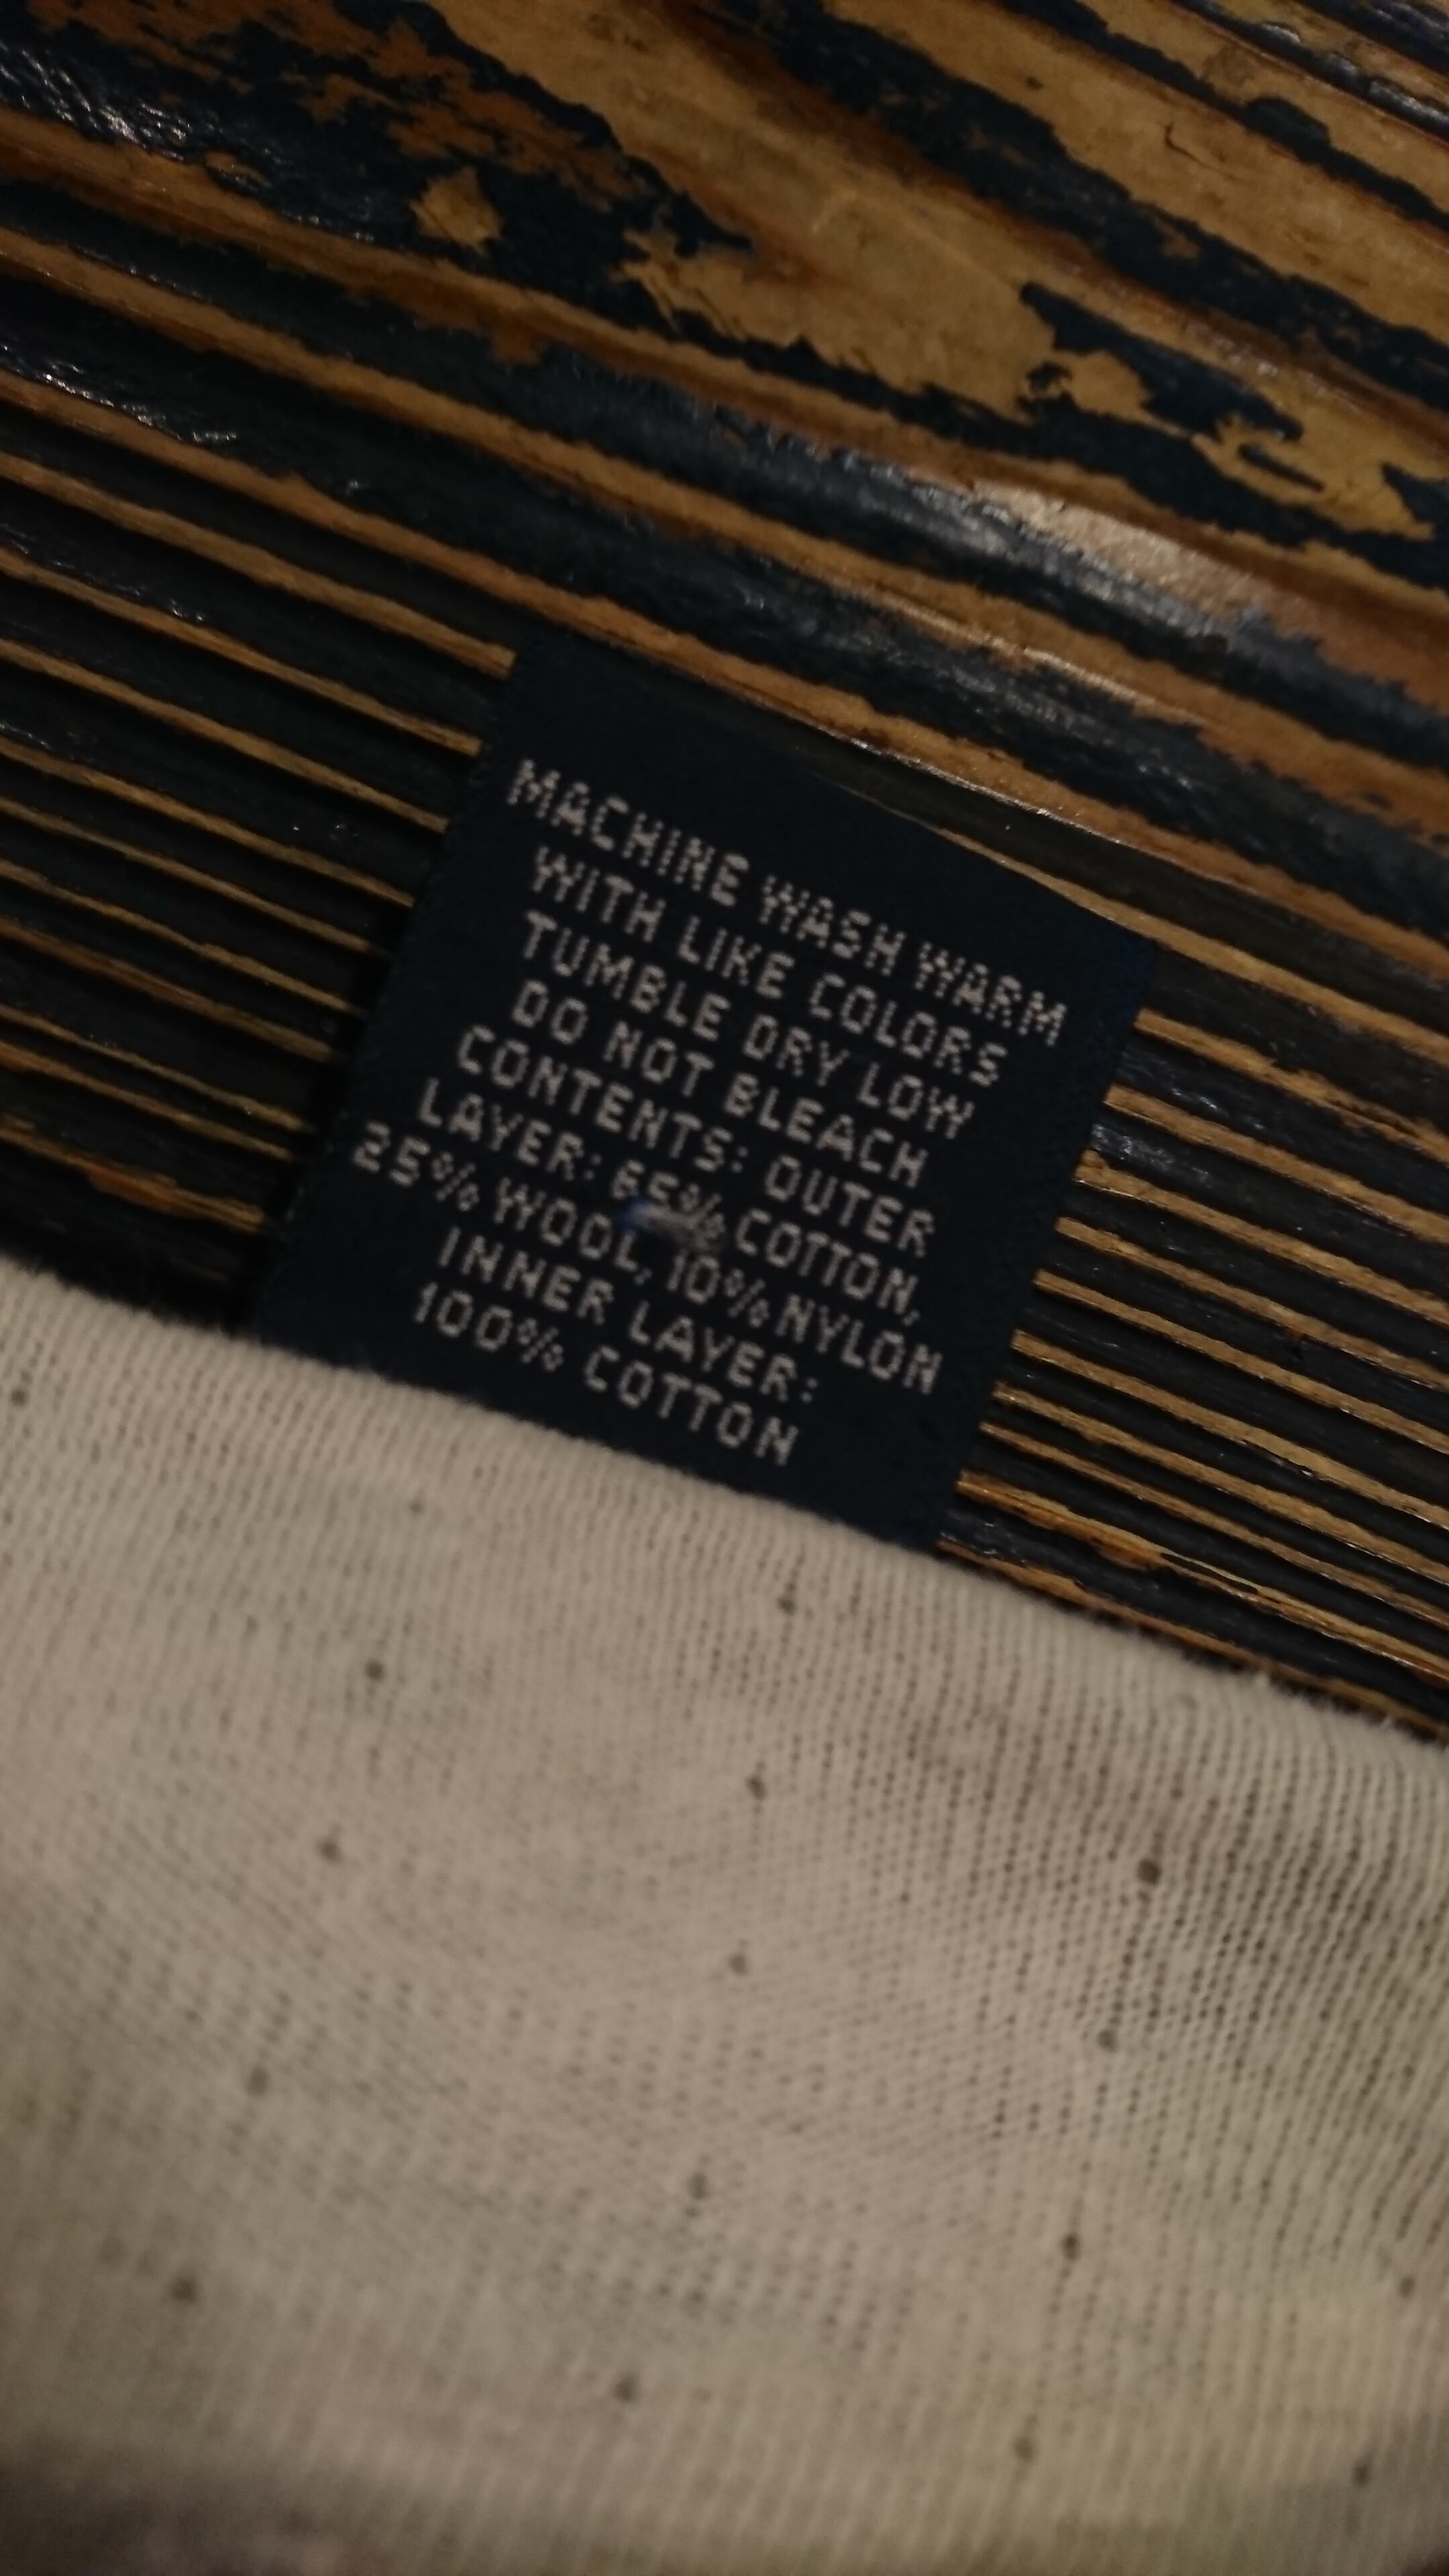 MACHINE WASH WARM
WITH LIKE COLORS
TUMBLE DRY LOW
DO NOT BLEACH
CONTENTS: OUTER
LAYER: 65% COTTON,
25% WOOL, 10% NYLON
INNER LAYER:
100% COTTON